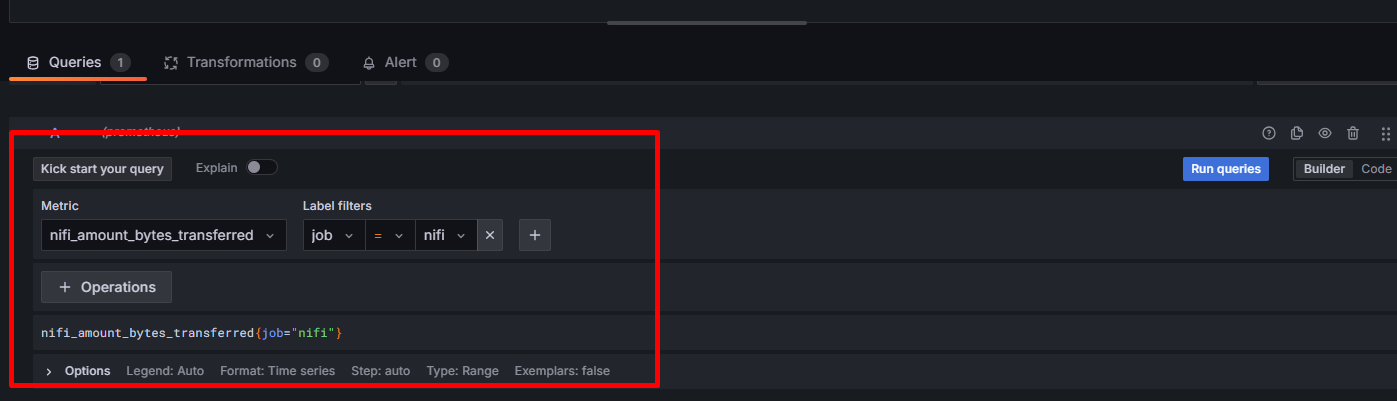 Queries 1 Transformations 0 Alert 0
A (prometheus)
Kick start your query Explain Run queries Builder Code
Metric Label filters
nifi_amount_bytes_transferred job = nifi × +
+ Operations
nifi_amount_bytes_transferred{job="nifi"}
> Options Legend: Auto Format: Time series Step: auto Type: Range Exemplars: false